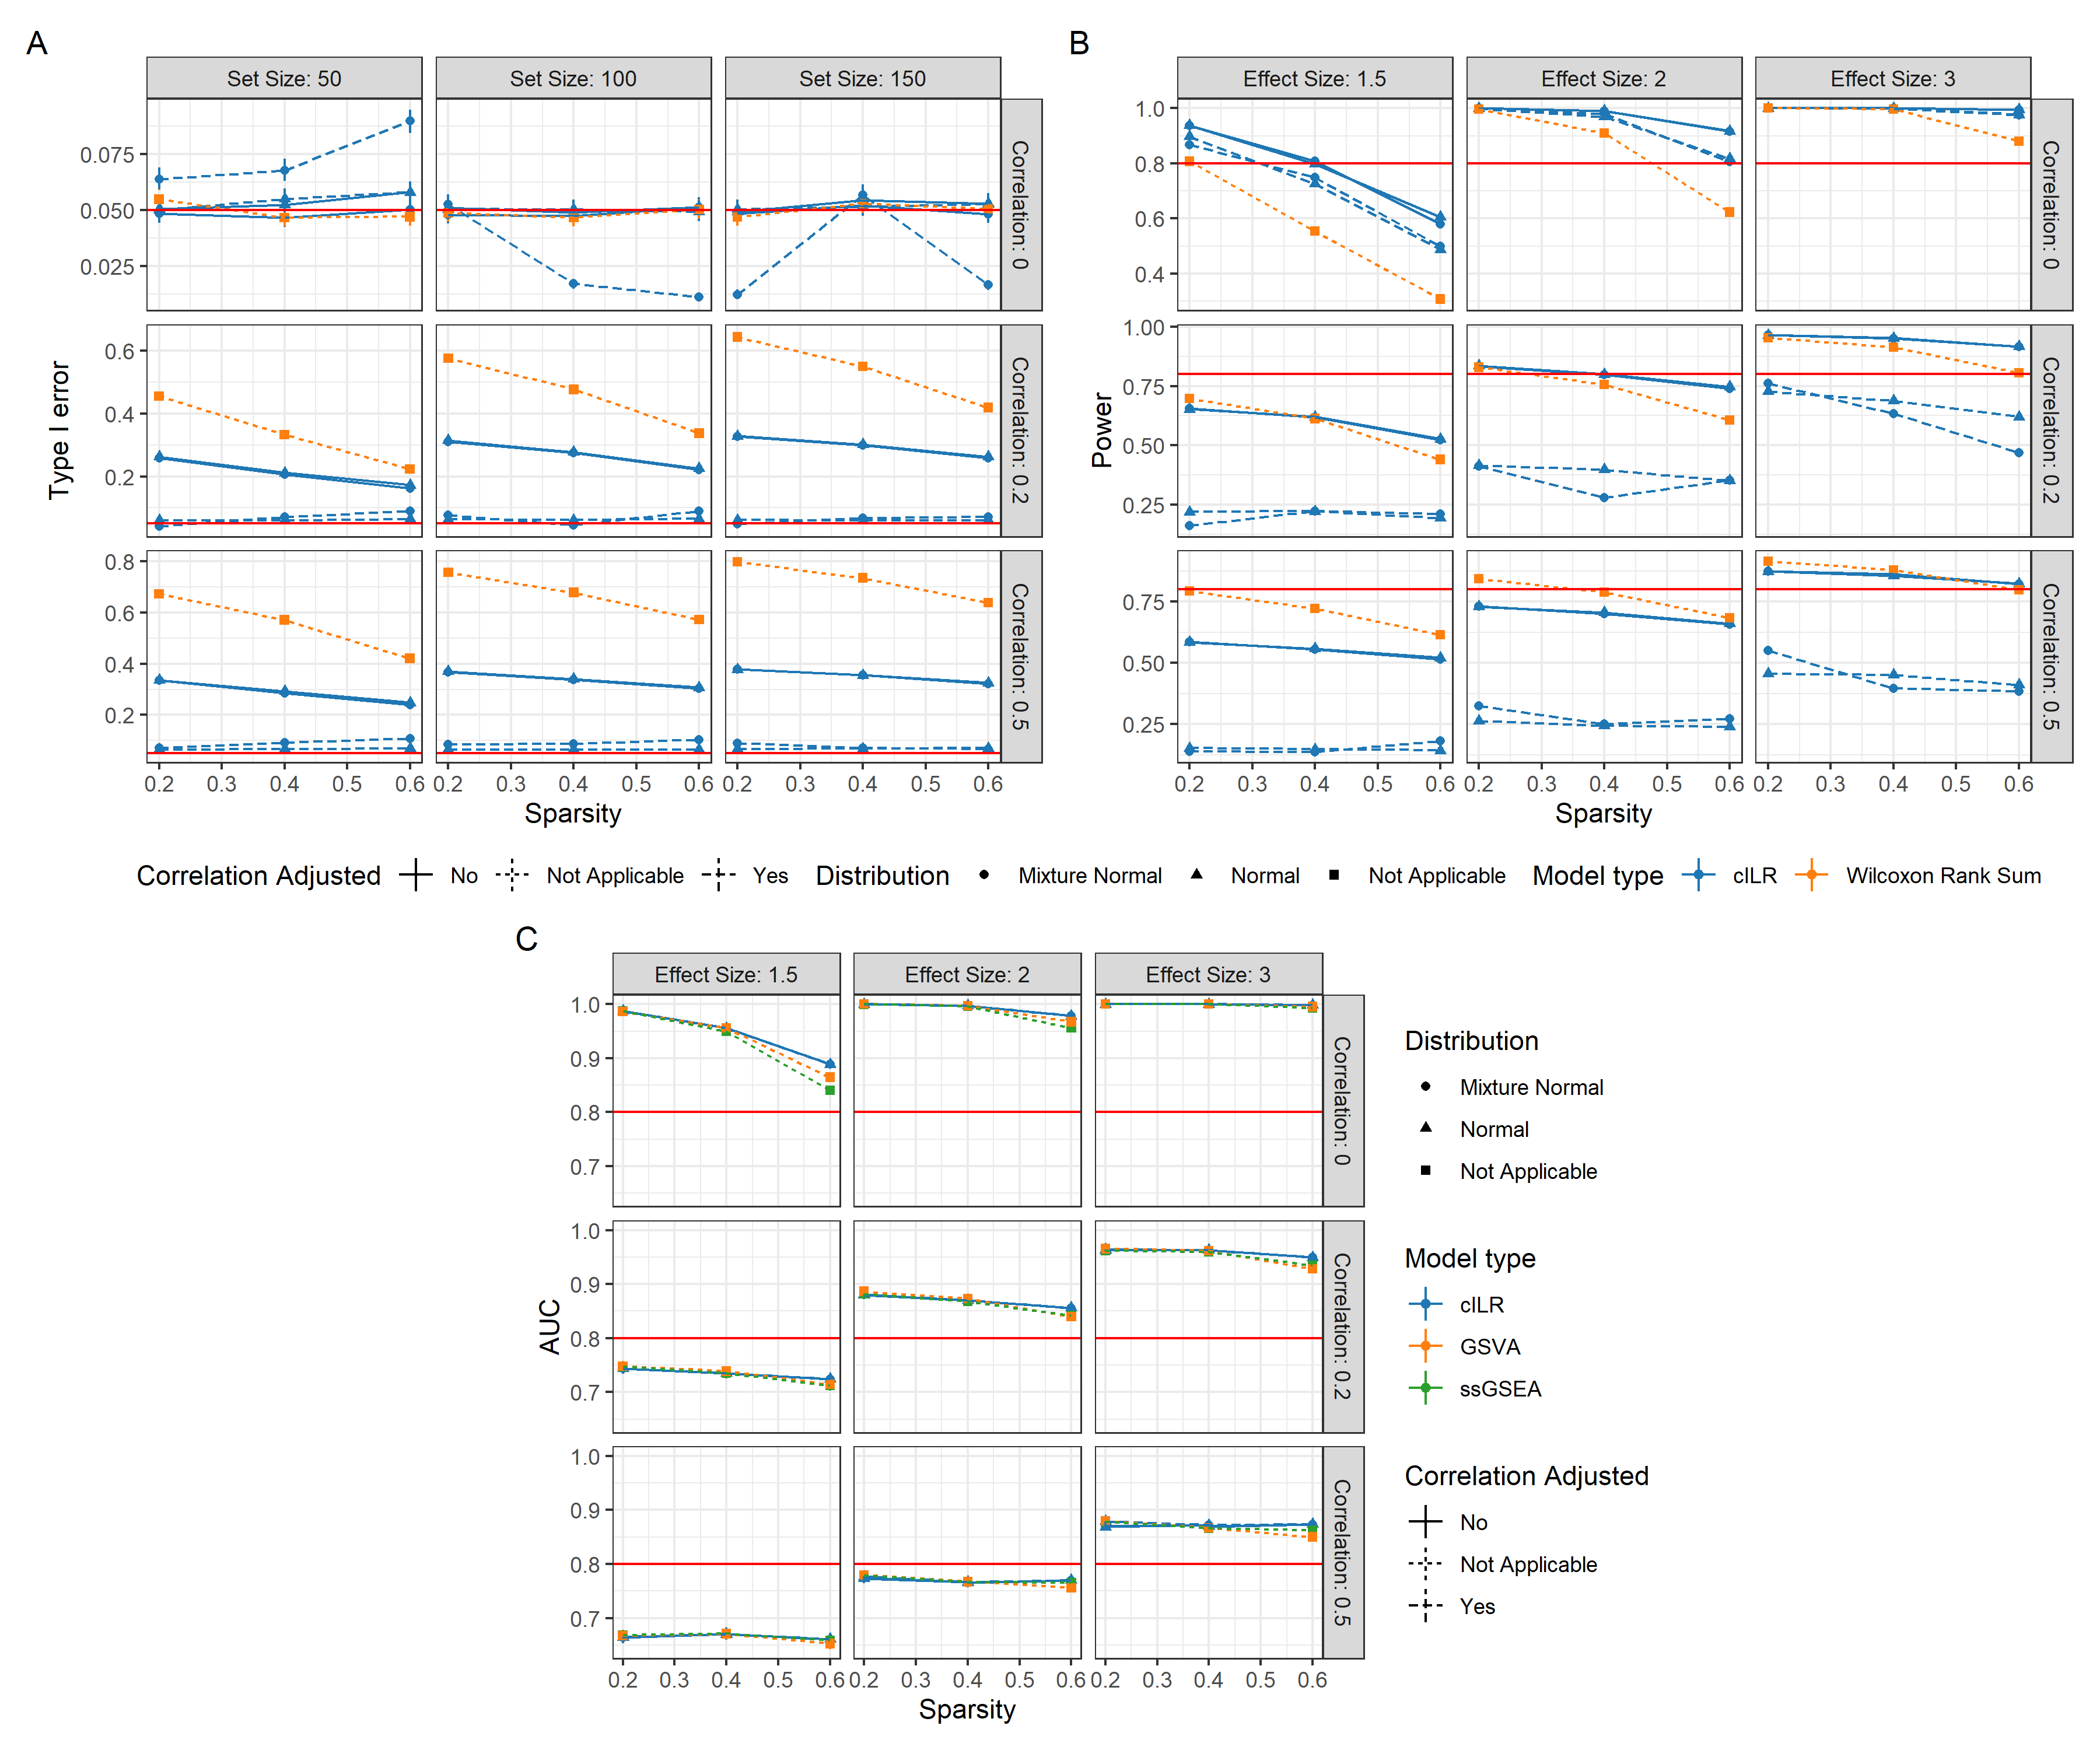 A
Set Size: 50 Set Size: 100 Set Size: 150
0.075
0.050
0.025
Correlation: 0
0.6
0.4
0.2
Correlation: 0.2
0.8
0.6
0.4
0.2
Correlation: 0.5
Type I error
0.2 0.3 0.4 0.5 0.6 0.2 0.3 0.4 0.5 0.6 0.2 0.3 0.4 0.5 0.6
Sparsity
B
Effect Size: 1.5 Effect Size: 2 Effect Size: 3
1.0
0.8
0.6
0.4
Correlation: 0
1.00
0.75
0.50
0.25
Correlation: 0.2
0.75
0.50
0.25
Correlation: 0.5
Power
0.2 0.3 0.4 0.5 0.6 0.2 0.3 0.4 0.5 0.6 0.2 0.3 0.4 0.5 0.6
Sparsity
Correlation Adjusted No Not Applicable Yes Distribution Mixture Normal Normal Not Applicable Model type cILR Wilcoxon Rank Sum
C
Effect Size: 1.5 Effect Size: 2 Effect Size: 3
1.0
0.9
0.8
0.7
Correlation: 0
1.0
0.9
0.8
0.7
Correlation: 0.2
1.0
0.9
0.8
0.7
Correlation: 0.5
AUC
0.2 0.3 0.4 0.5 0.6 0.2 0.3 0.4 0.5 0.6 0.2 0.3 0.4 0.5 0.6
Sparsity
Distribution
Mixture Normal
Normal
Not Applicable
Model type
cILR
GSVA
ssGSEA
Correlation Adjusted
No
Not Applicable
Yes